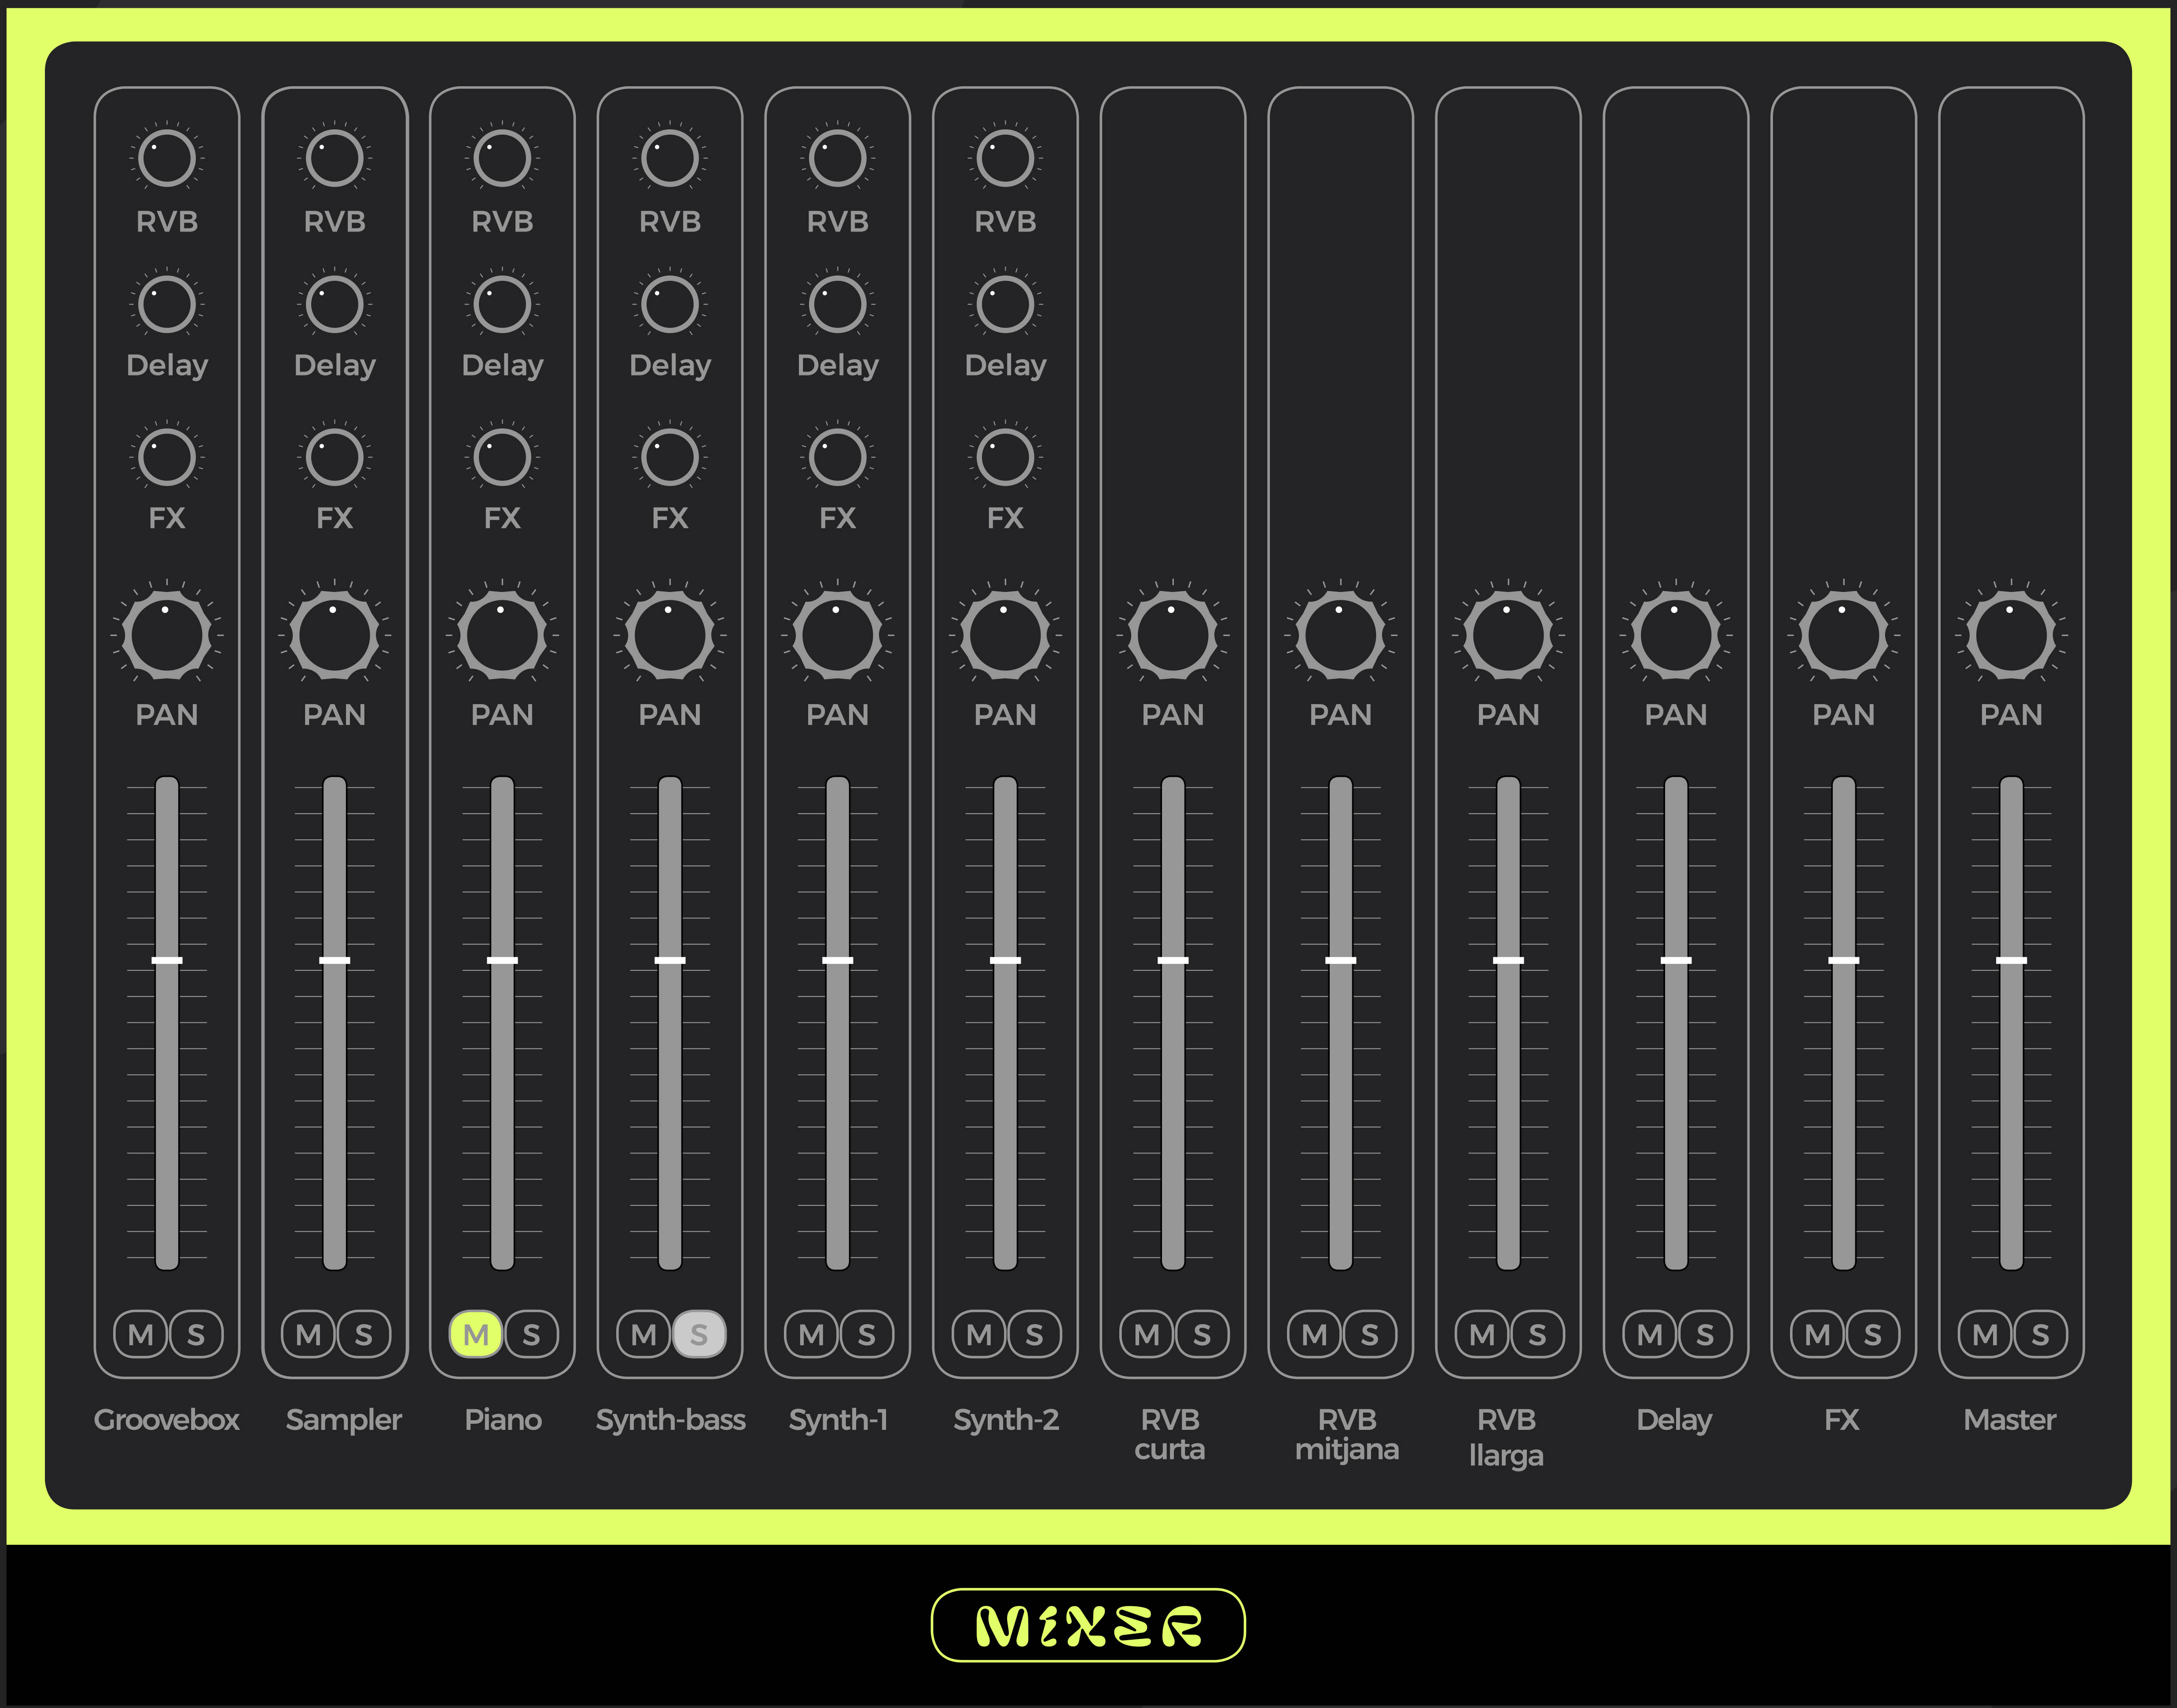 RVB RVB RVB RVB RVB RVB
Delay Delay Delay Delay Delay Delay
FX FX FX FX FX FX
PAN PAN PAN PAN PAN PAN PAN PAN PAN PAN PAN PAN
M S M S M S M S M S M S M S M S M S M S M S M S
Groovebox Sampler Piano Synth-bass Synth-1 Synth-2 RVB RVB RVB Delay FX Master
curta mitjana llarga
MiXER